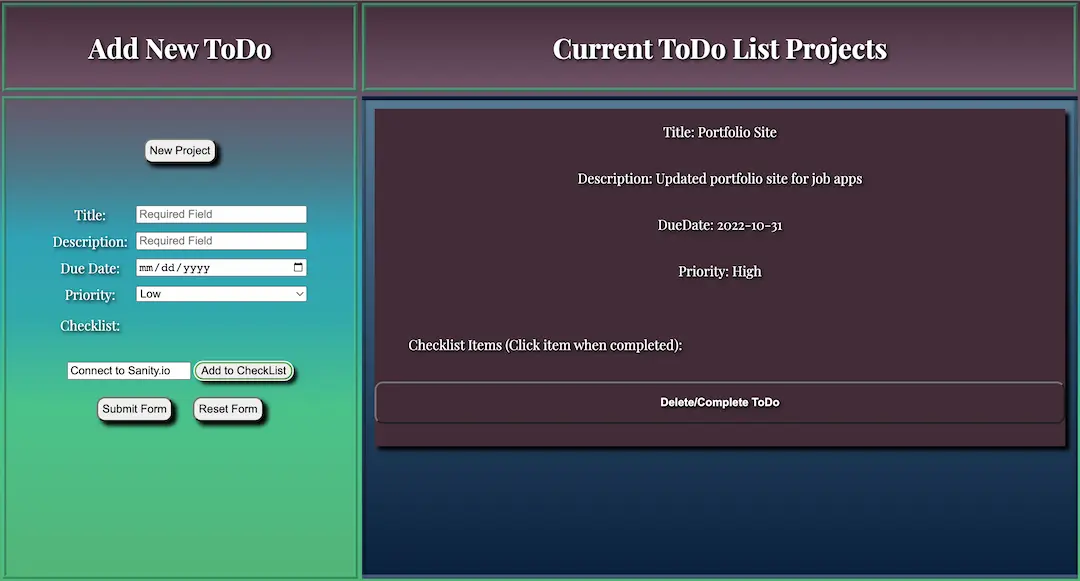 Add New ToDo
Current ToDo List Projects
New Project
Title: Required Field
Description: Required Field
Due Date: mm/dd/yyyy
Priority: Low
Checklist:
Connect to Sanity.io Add to CheckList
Submit Form Reset Form
Title: Portfolio Site
Description: Updated portfolio site for job apps
DueDate: 2022-10-31
Priority: High
Checklist Items (Click item when completed):
Delete/Complete ToDo